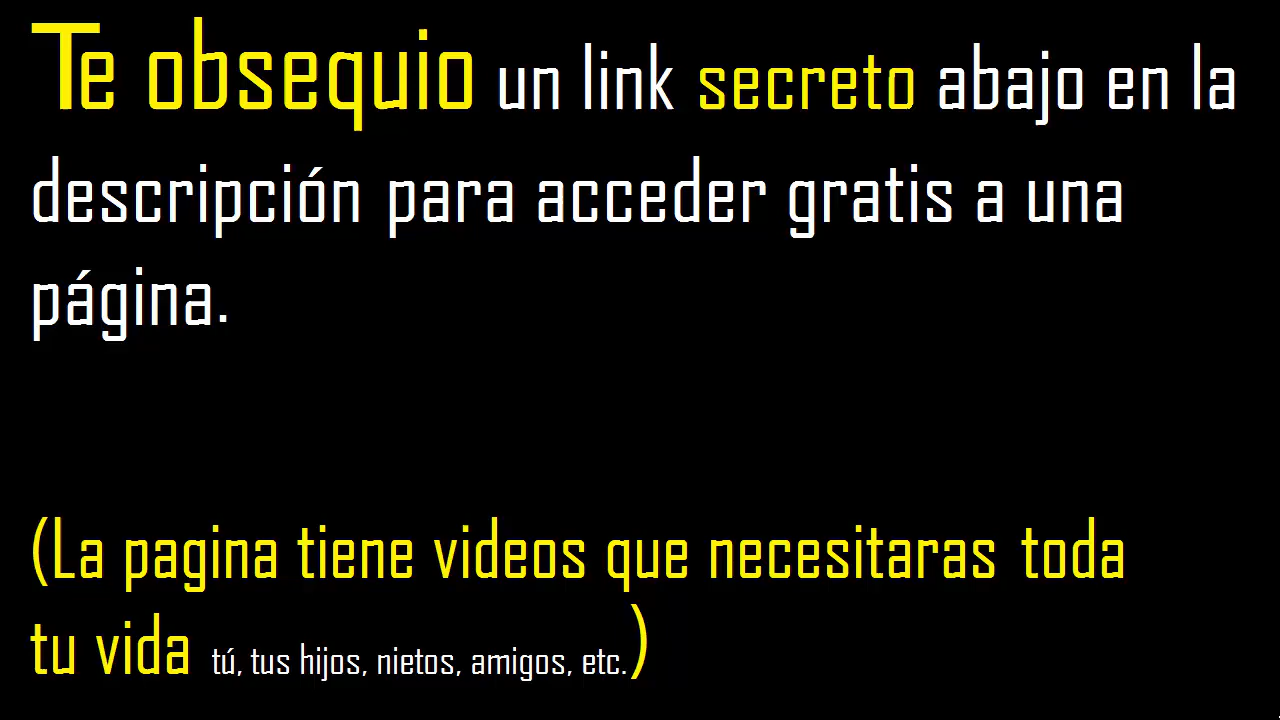 Te obsequio un link secreto abajo en la
descripción para acceder gratis a una
página.
(La pagina tiene videos que necesitaras toda
tu vida tú, tus hijos, nietos, amigos, etc.)